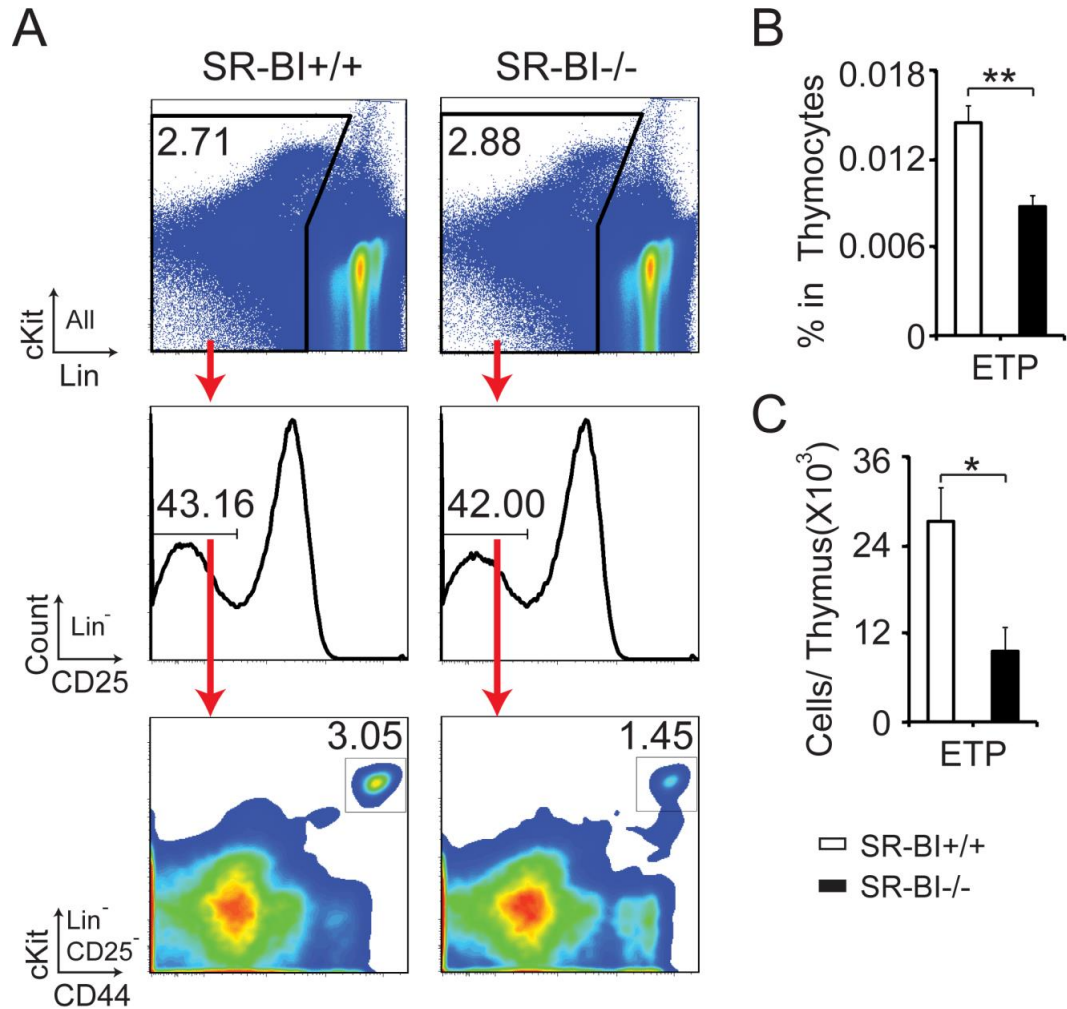 A
SR-BI+/+
SR-BI-/-
2.71
2.88
cKit
All
Lin
43.16
42.00
Count
Lin-
CD25
3.05
1.45
cKit
Lin-
CD25-
CD44
B
% in Thymocytes
0.018
0.012
0.006
0
**
ETP
C
Cells/ Thymus(X10³)
36
24
12
0
*
ETP
SR-BI+/+
SR-BI-/-